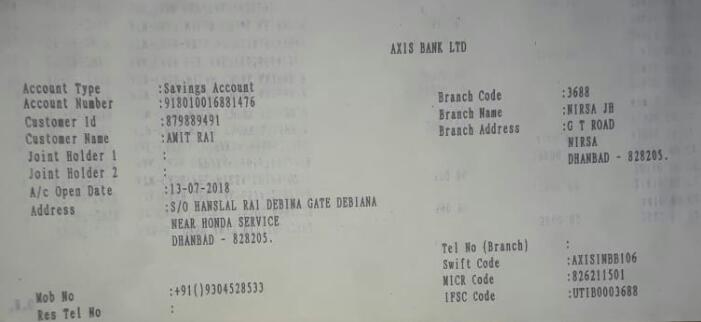 AXIS BANK LTD
Account Type :Savings Account
Account Number :918010016881476
Customer Id :879889491
Customer Name :AMIT RAI
Joint Holder 1 :
Joint Holder 2 :
A/c Open Date :13-07-2018
Address :S/O HANSLAL RAI DEBINA GATE DEBIANA
NEAR HONDA SERVICE
DHANBAD - 828205.
Mob No :+91()9304528533
Res Tel No :
Branch Code :3688
Branch Name :NIRSA JH
Branch Address :G T ROAD
NIRSA
DHANBAD - 828205.
Tel No (Branch) :
Swift Code :AXISINBB106
MICR Code :826211501
IFSC Code :UTIB0003688